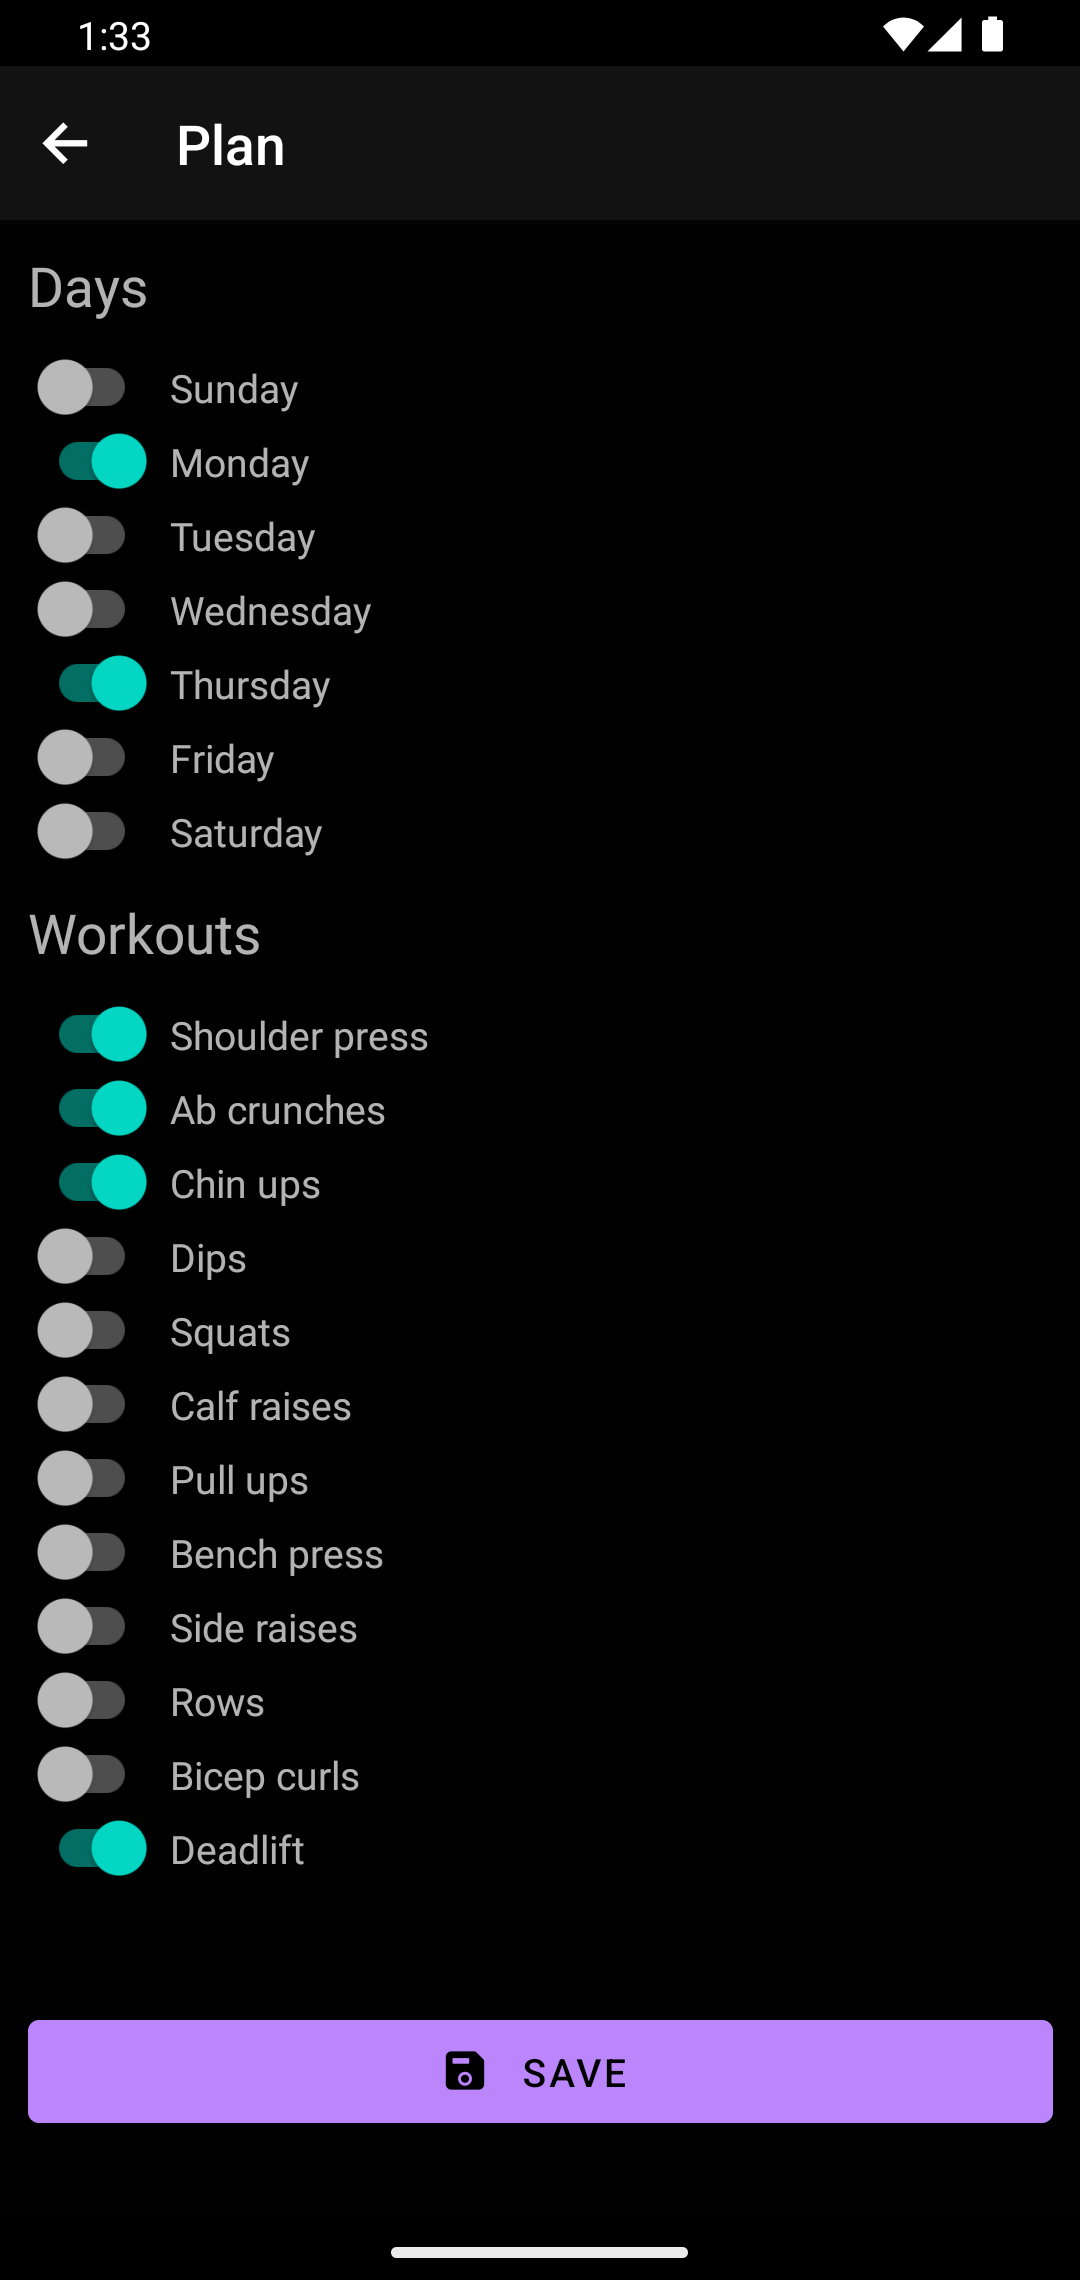 1:33
Plan
Days
Sunday
Monday
Tuesday
Wednesday
Thursday
Friday
Saturday
Workouts
Shoulder press
Ab crunches
Chin ups
Dips
Squats
Calf raises
Pull ups
Bench press
Side raises
Rows
Bicep curls
Deadlift
SAVE